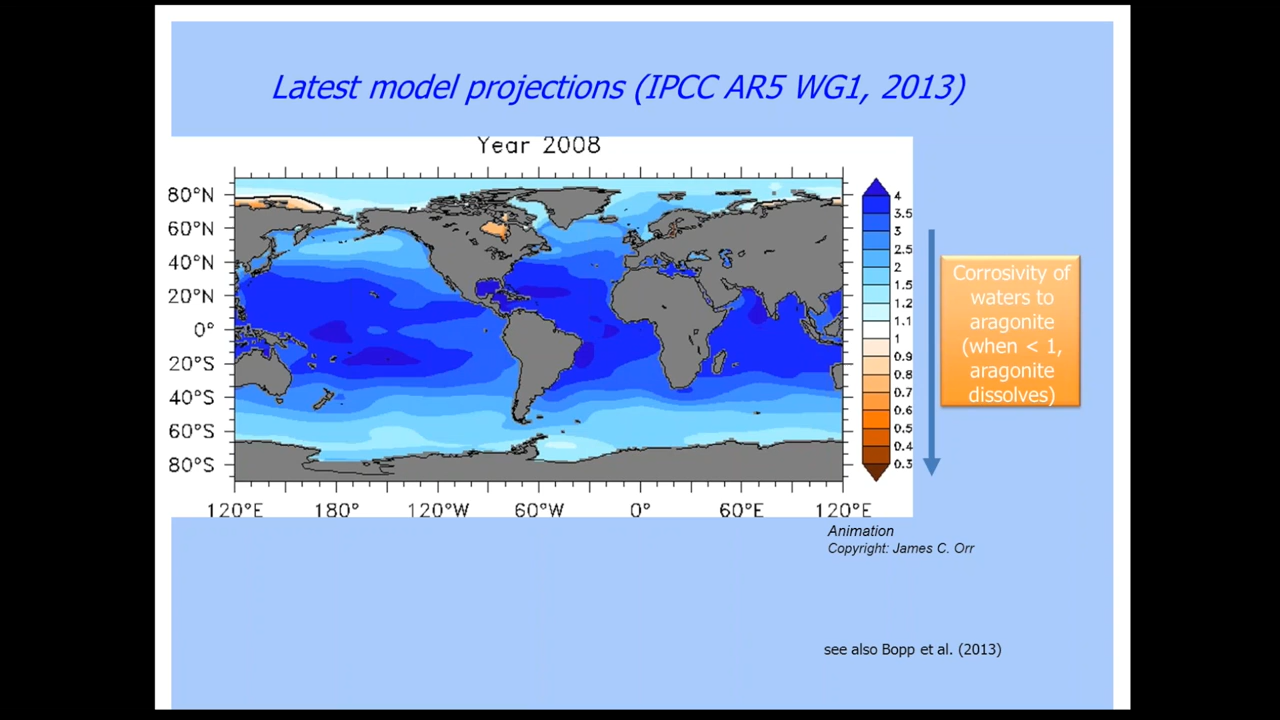 Latest model projections (IPCC AR5 WG1, 2013)
Year 2008
80°N
60°N
40°N
20°N
0°
20°S
40°S
60°S
80°S
120°E 180° 120°W 60°W 0° 60°E 120°E
4
3.5
3
2.5
2
1.5
1.2
1.1
1
0.9
0.8
0.7
0.6
0.5
0.4
0.3
Corrosivity of
waters to
aragonite
(when < 1,
aragonite
dissolves)
Animation
Copyright: James C. Orr
see also Bopp et al. (2013)